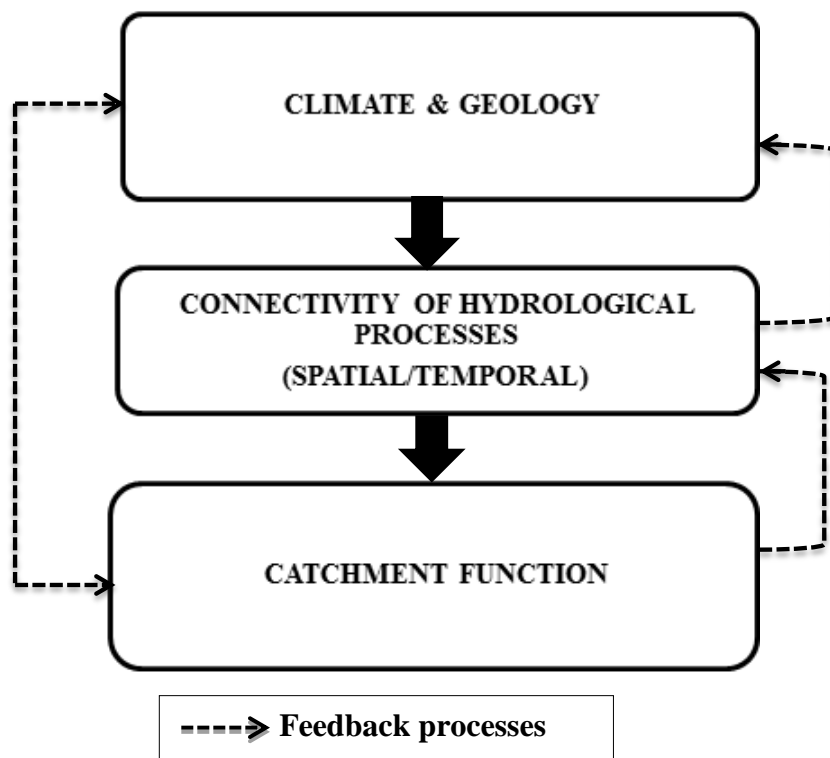 CLIMATE & GEOLOGY
CONNECTIVITY OF HYDROLOGICAL
PROCESSES
(SPATIAL/TEMPORAL)
CATCHMENT FUNCTION
Feedback processes